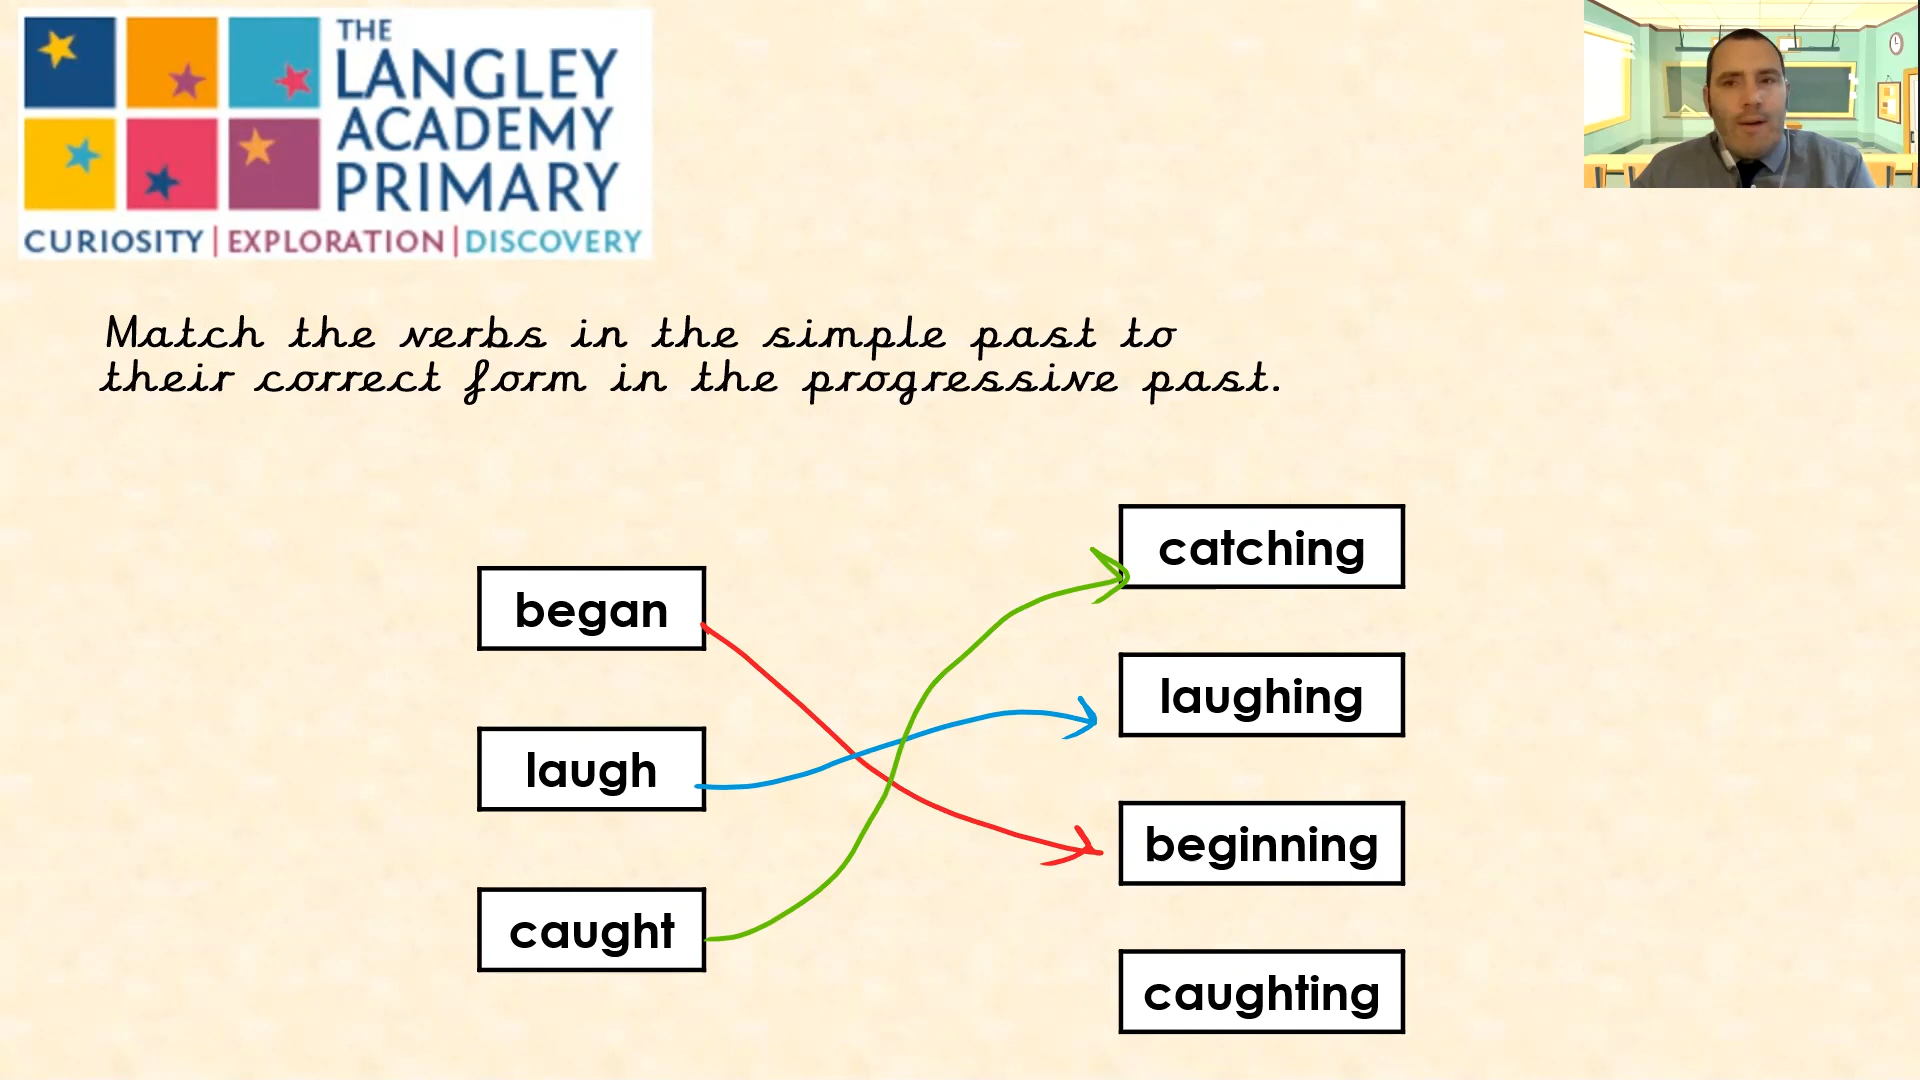 THE
LANGLEY
ACADEMY
PRIMARY
CURIOSITY | EXPLORATION | DISCOVERY
Match the verbs in the simple past to
their correct form in the progressive past.
catching
began
laughing
laugh
beginning
caught
caughting